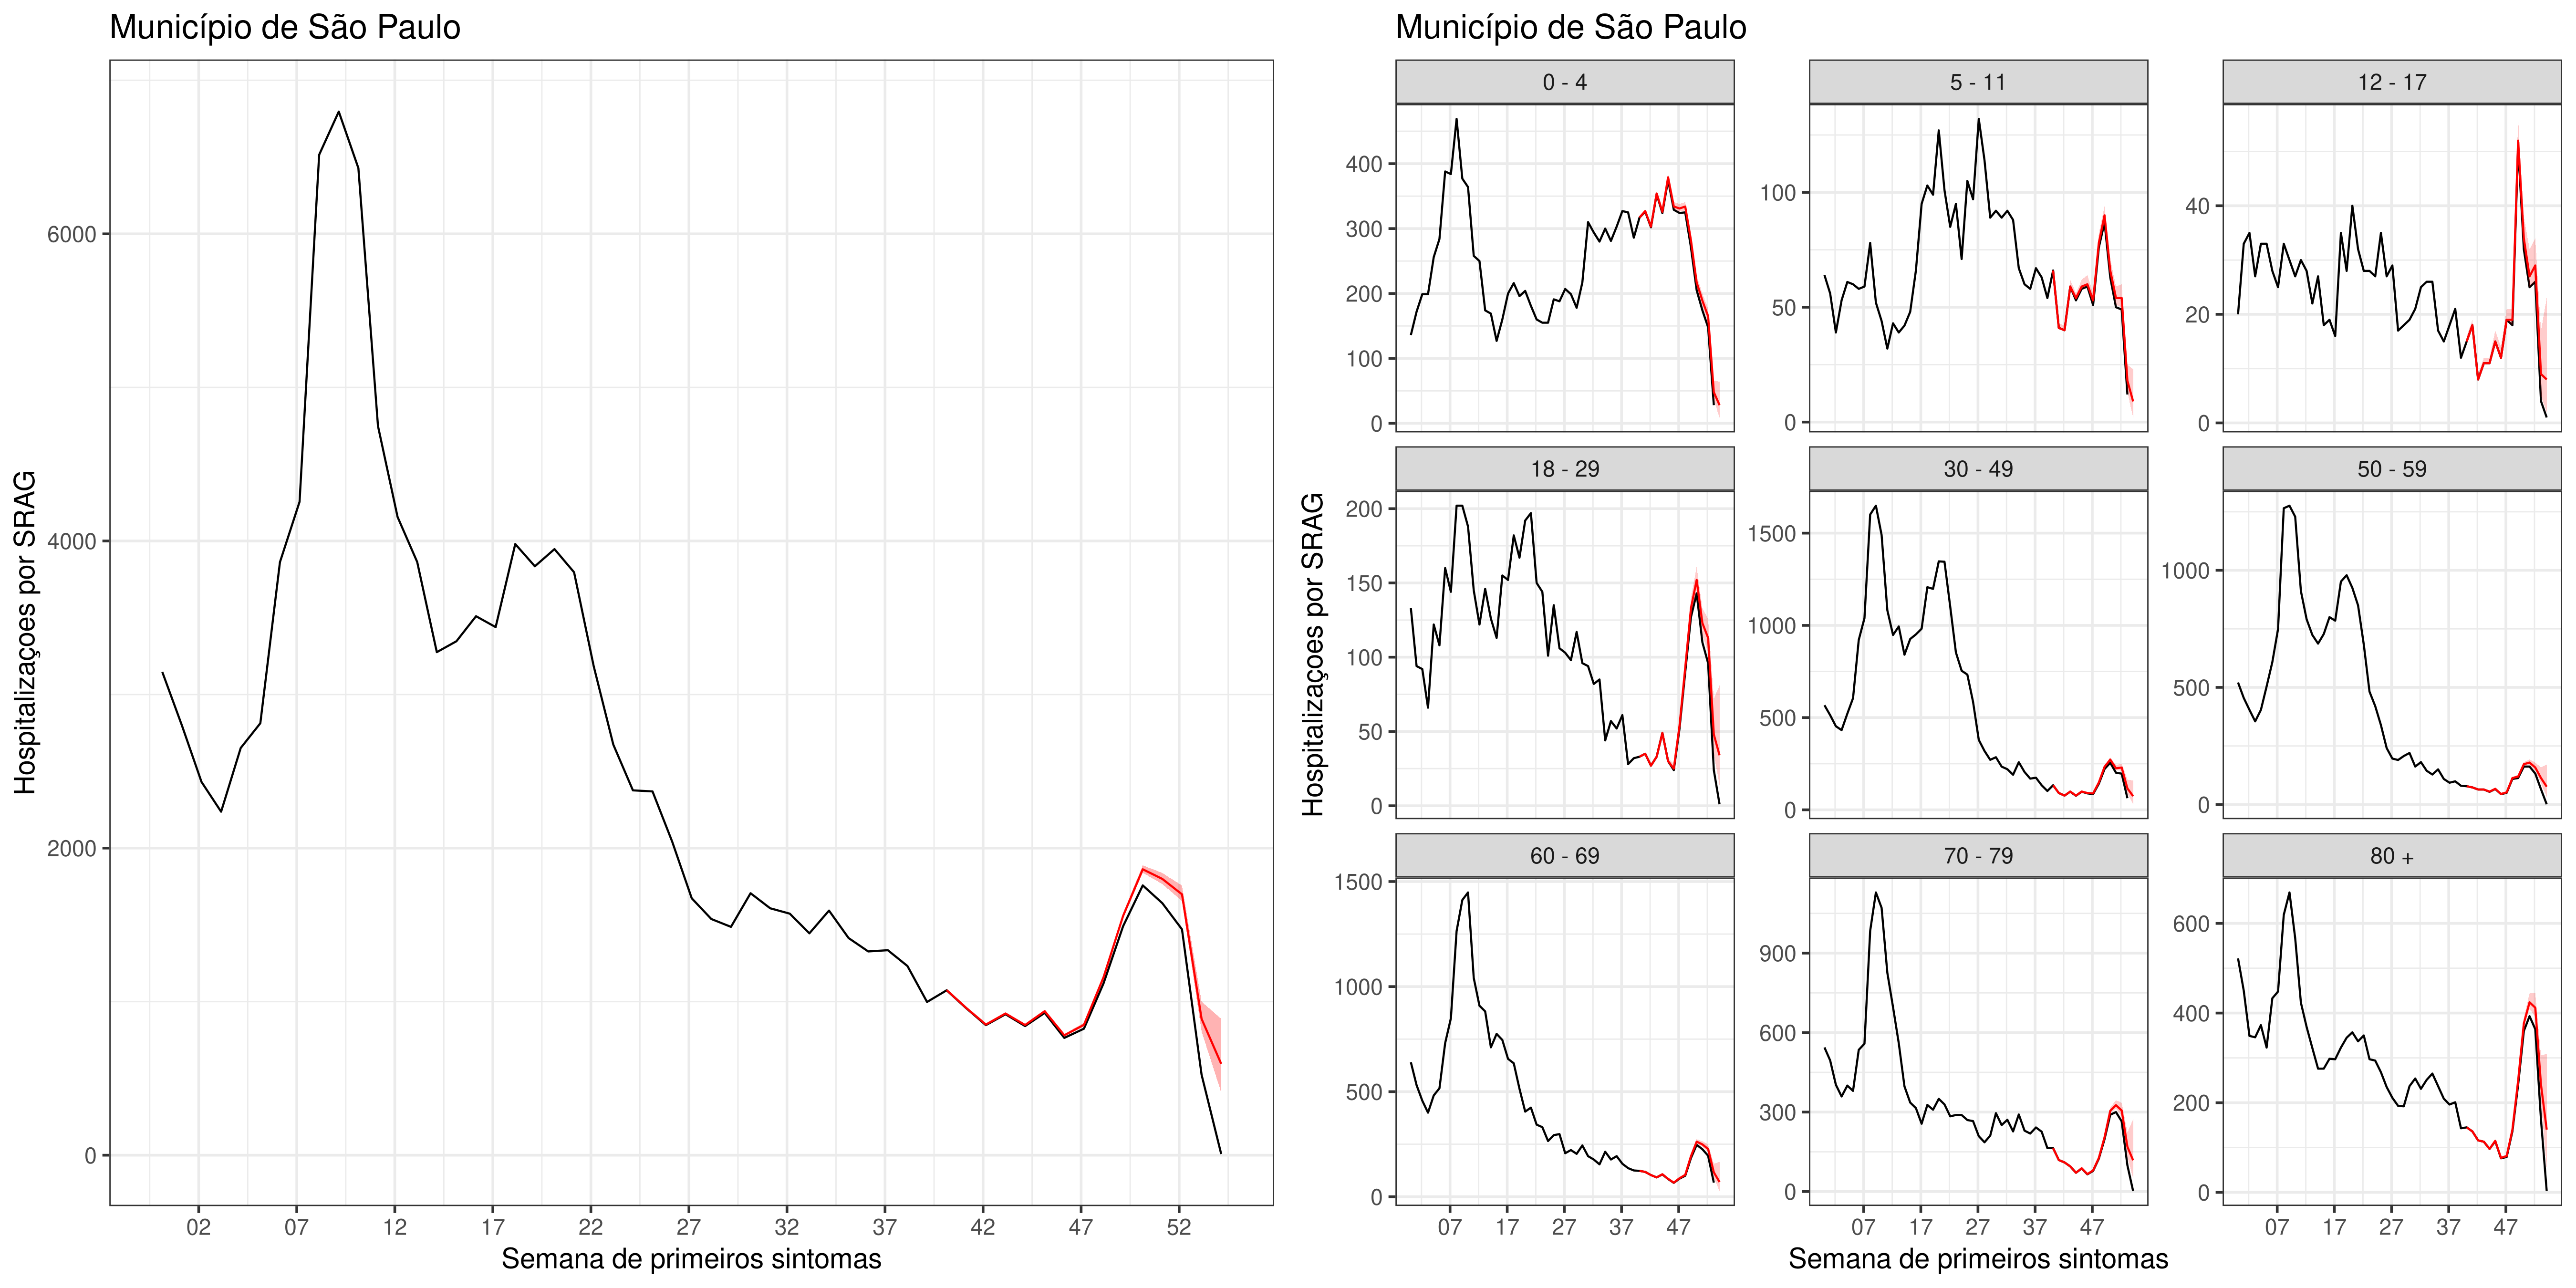 Município de São Paulo
Hospitalizaçoes por SRAG
6000
4000
2000
0
02 07 12 17 22 27 32 37 42 47 52
Semana de primeiros sintomas
Município de São Paulo
Hospitalizaçoes por SRAG
0 - 4
400
300
200
100
0
5 - 11
100
50
0
12 - 17
40
20
0
18 - 29
200
150
100
50
0
30 - 49
1500
1000
500
0
50 - 59
1000
500
0
60 - 69
1500
1000
500
0
70 - 79
900
600
300
0
80 +
600
400
200
0
07 17 27 37 47
07 17 27 37 47
07 17 27 37 47
Semana de primeiros sintomas